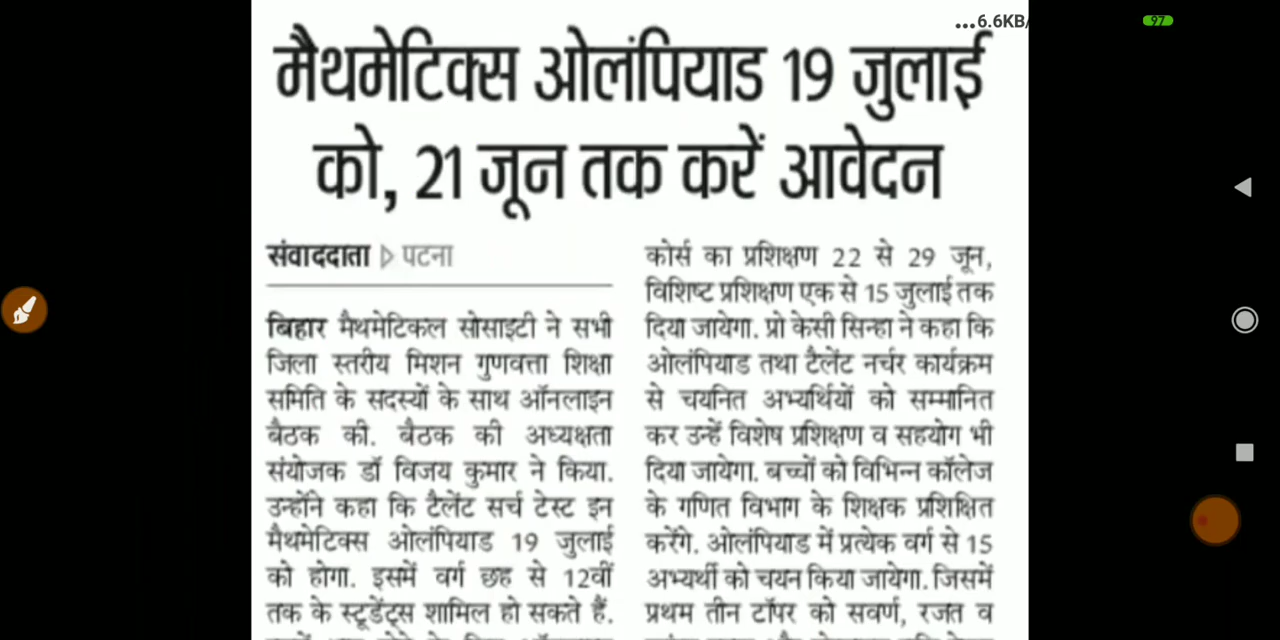 ...6.6KB/
97
मैथमेटिक्स ओलंपियाड 19 जुलाई
को, 21 जून तक करें आवेदन
संवाददाता ▷ पटना
बिहार मैथमेटिकल सोसाइटी ने सभी
जिला स्तरीय मिशन गुणवत्ता शिक्षा
समिति के सदस्यों के साथ ऑनलाइन
बैठक की. बैठक की अध्यक्षता
संयोजक डॉ विजय कुमार ने किया.
उन्होंने कहा कि टैलेंट सर्च टेस्ट इन
मैथमेटिक्स ओलंपियाड 19 जुलाई
को होगा. इसमें वर्ग छह से 12वीं
तक के स्टूडेंट्स शामिल हो सकते हैं.
कोर्स का प्रशिक्षण 22 से 29 जून,
विशिष्ट प्रशिक्षण एक से 15 जुलाई तक
दिया जायेगा. प्रो केसी सिन्हा ने कहा कि
ओलंपियाड तथा टैलेंट नर्चर कार्यक्रम
से चयनित अभ्यर्थियों को सम्मानित
कर उन्हें विशेष प्रशिक्षण व सहयोग भी
दिया जायेगा. बच्चों को विभिन्न कॉलेज
के गणित विभाग के शिक्षक प्रशिक्षित
करेंगे. ओलंपियाड में प्रत्येक वर्ग से 15
अभ्यर्थी को चयन किया जायेगा. जिसमें
प्रथम तीन टॉपर को सवर्ण, रजत व